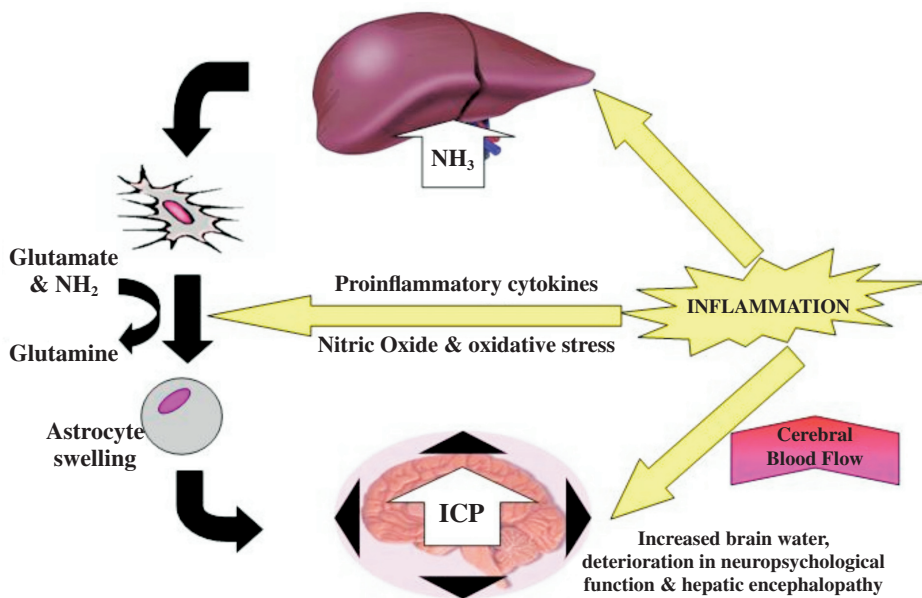 NH₃
Glutamate
& NH₂
Glutamine
Proinflammatory cytokines
Nitric Oxide & oxidative stress
INFLAMMATION
Astrocyte
swelling
ICP
Cerebral
Blood Flow
Increased brain water,
deterioration in neuropsychological
function & hepatic encephalopathy